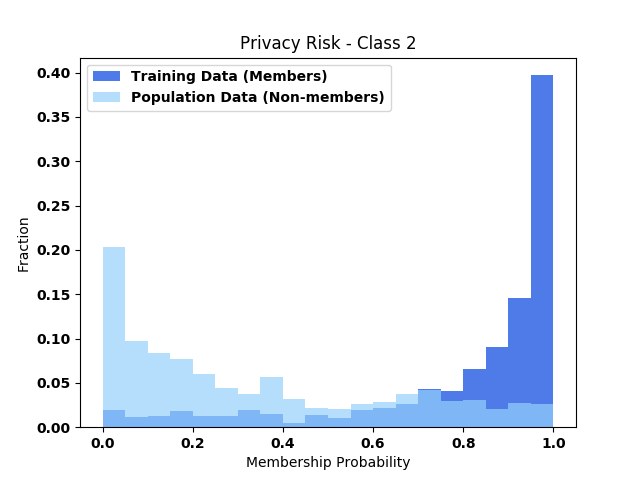 Privacy Risk - Class 2
Training Data (Members)
Population Data (Non-members)
0.40
0.35
0.30
0.25
0.20
0.15
0.10
0.05
0.00
Fraction
0.0 0.2 0.4 0.6 0.8 1.0
Membership Probability